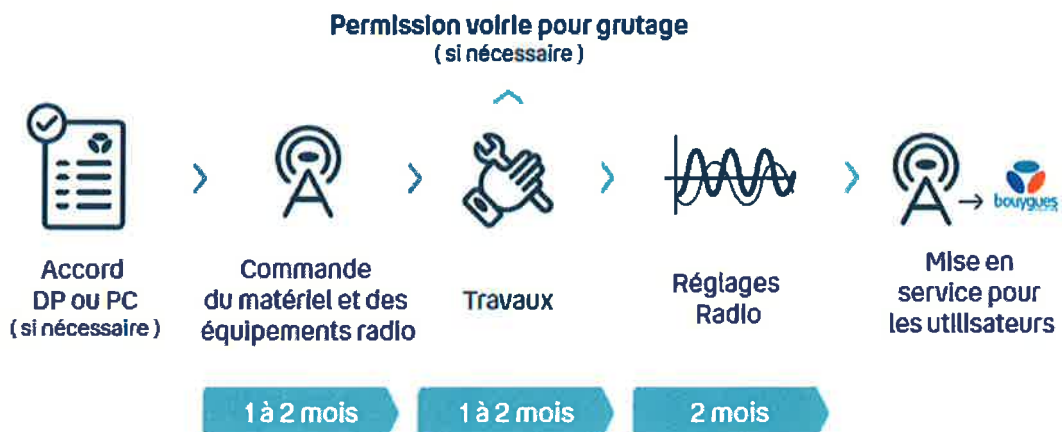 Permission voirie pour grutage
( si nécessaire )
Accord
DP ou PC
( si nécessaire )
Commande
du matériel et des
équipements radio
Travaux
Réglages
Radio
bouygues
Mise en
service pour
les utilisateurs
1 à 2 mois
1 à 2 mois
2 mois